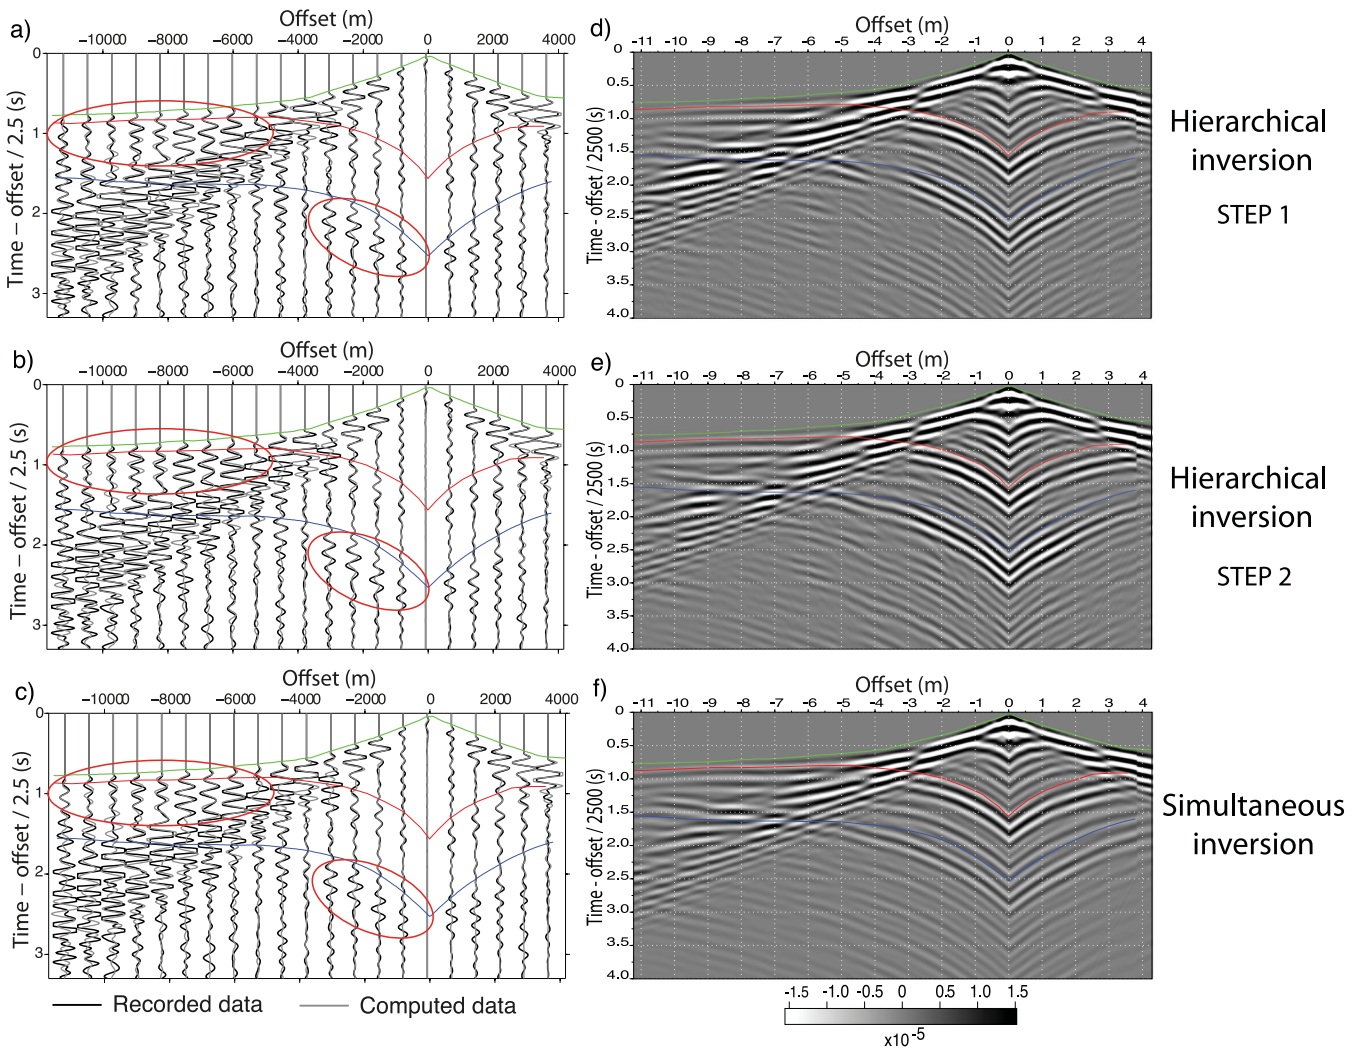 a)
Offset (m)
−10000 −8000 −6000 −4000 −2000 0 2000 4000
0
1
2
3
Time – offset / 2.5 (s)
d)
Offset (m)
-11 -10 -9 -8 -7 -6 -5 -4 -3 -2 -1 0 1 2 3 4
0
0.5
1.0
1.5
2.0
2.5
3.0
3.5
4.0
Time - offset / 2500 (s)
Hierarchical
inversion
STEP 1
b)
Offset (m)
−10000 −8000 −6000 −4000 −2000 0 2000 4000
0
1
2
3
Time – offset / 2.5 (s)
e)
Offset (m)
-11 -10 -9 -8 -7 -6 -5 -4 -3 -2 -1 0 1 2 3 4
0
0.5
1.0
1.5
2.0
2.5
3.0
3.5
4.0
Time - offset / 2500 (s)
Hierarchical
inversion
STEP 2
c)
Offset (m)
−10000 −8000 −6000 −4000 −2000 0 2000 4000
0
1
2
3
Time – offset / 2.5 (s)
f)
Offset (m)
-11 -10 -9 -8 -7 -6 -5 -4 -3 -2 -1 0 1 2 3 4
0
0.5
1.0
1.5
2.0
2.5
3.0
3.5
4.0
Time - offset / 2500 (s)
Simultaneous
inversion
Recorded data
Computed data
-1.5 -1.0 -0.5 0 0.5 1.0 1.5
x10-5